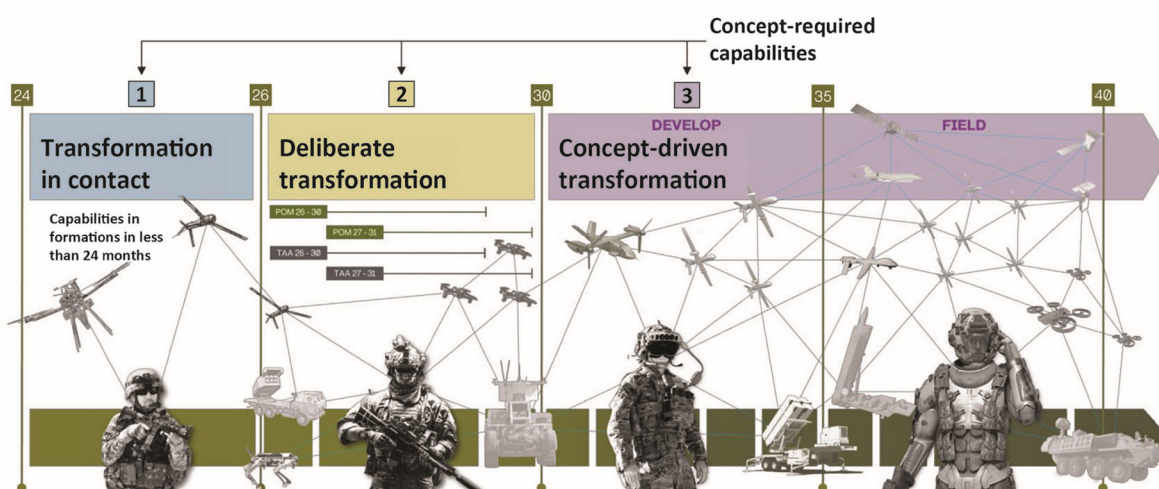 Concept-required
capabilities
24
1
26
2
30
3
35
40
Transformation
in contact
Deliberate
transformation
DEVELOP
FIELD
Concept-driven
transformation
Capabilities in
formations in less
than 24 months
POM 26 - 30
POM 27 - 31
TAA 26 - 30
TAA 27 - 31